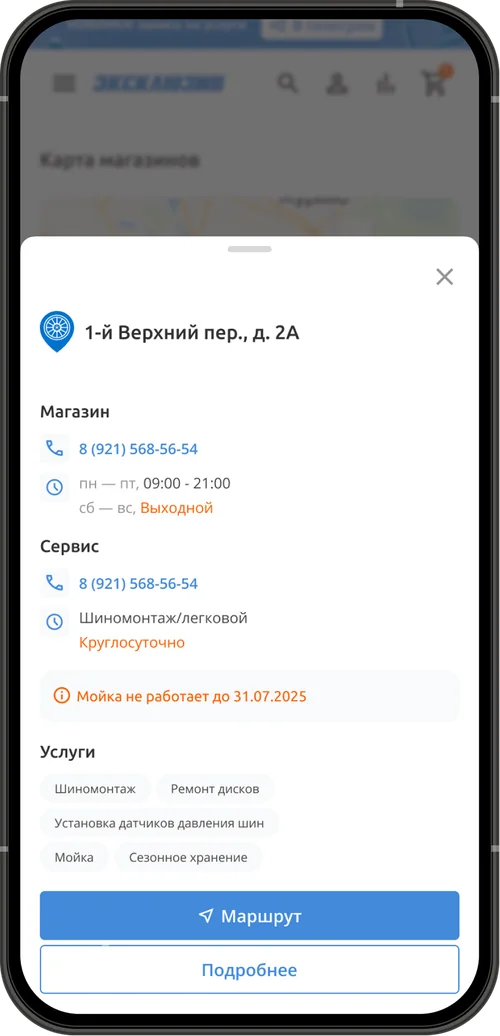 ЭКСКЛЮЗИВ
Карта магазинов
1-й Верхний пер., д. 2А
Магазин
8 (921) 568-56-54
пн — пт, 09:00 - 21:00
сб — вс, Выходной
Сервис
8 (921) 568-56-54
Шиномонтаж/легковой
Круглосуточно
Мойка не работает до 31.07.2025
Услуги
Шиномонтаж Ремонт дисков
Установка датчиков давления шин
Мойка Сезонное хранение
Маршрут
Подробнее